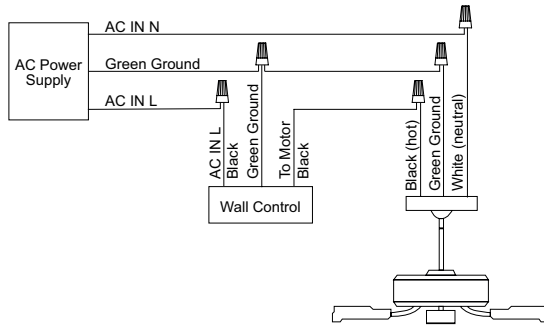 AC IN N
AC Power
Supply
Green Ground
AC IN L
AC IN L
Black
Green Ground
To Motor
Black
Black (hot)
Green Ground
White (neutral)
Wall Control